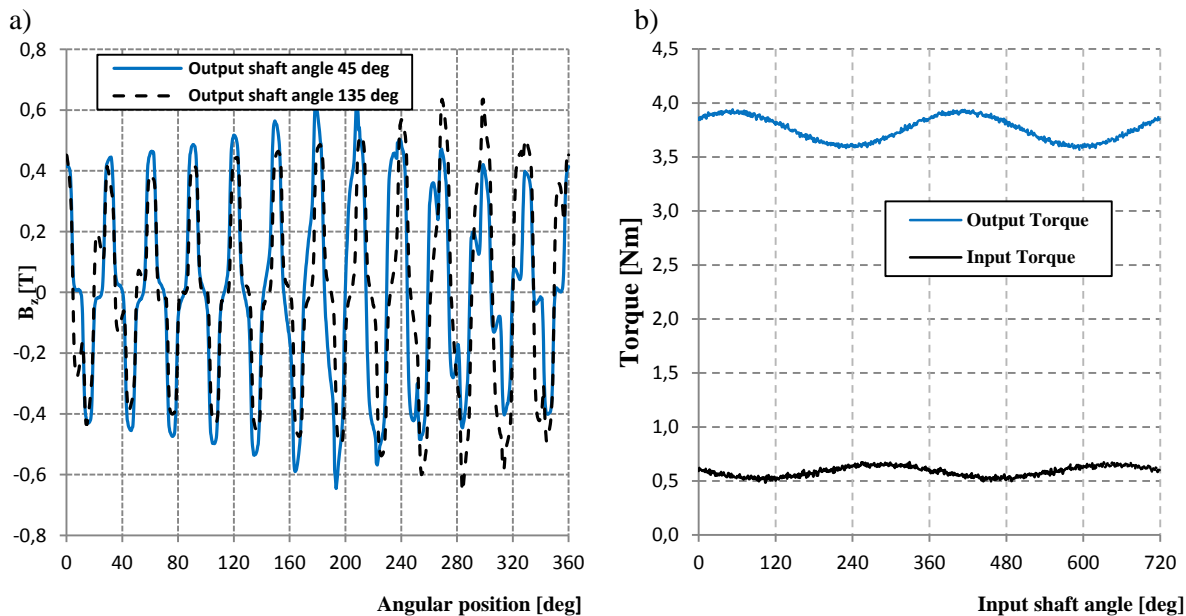 a)
0,8
0,6
0,4
0,2
0
-0,2
-0,4
-0,6
-0,8
Bz [T]
Output shaft angle 45 deg
Output shaft angle 135 deg
0 40 80 120 160 200 240 280 320 360
Angular position [deg]
b)
4,5
4,0
3,5
3,0
2,5
2,0
1,5
1,0
0,5
0,0
Torque [Nm]
Output Torque
Input Torque
0 120 240 360 480 600 720
Input shaft angle [deg]